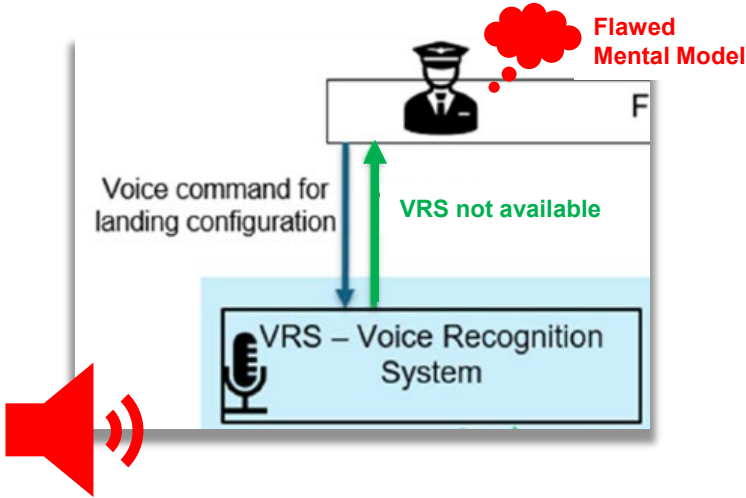 Flawed
Mental Model
F
Voice command for
landing configuration
VRS not available
VRS – Voice Recognition
System